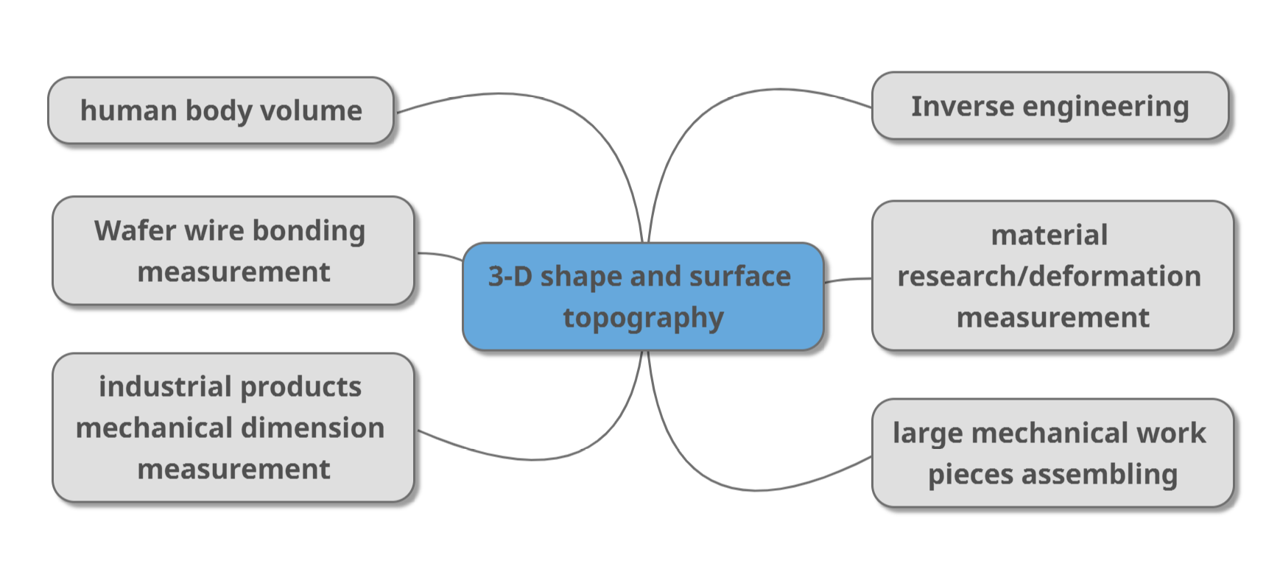 human body volume
Wafer wire bonding
measurement
industrial products
mechanical dimension
measurement
3-D shape and surface
topography
Inverse engineering
material
research/deformation
measurement
large mechanical work
pieces assembling